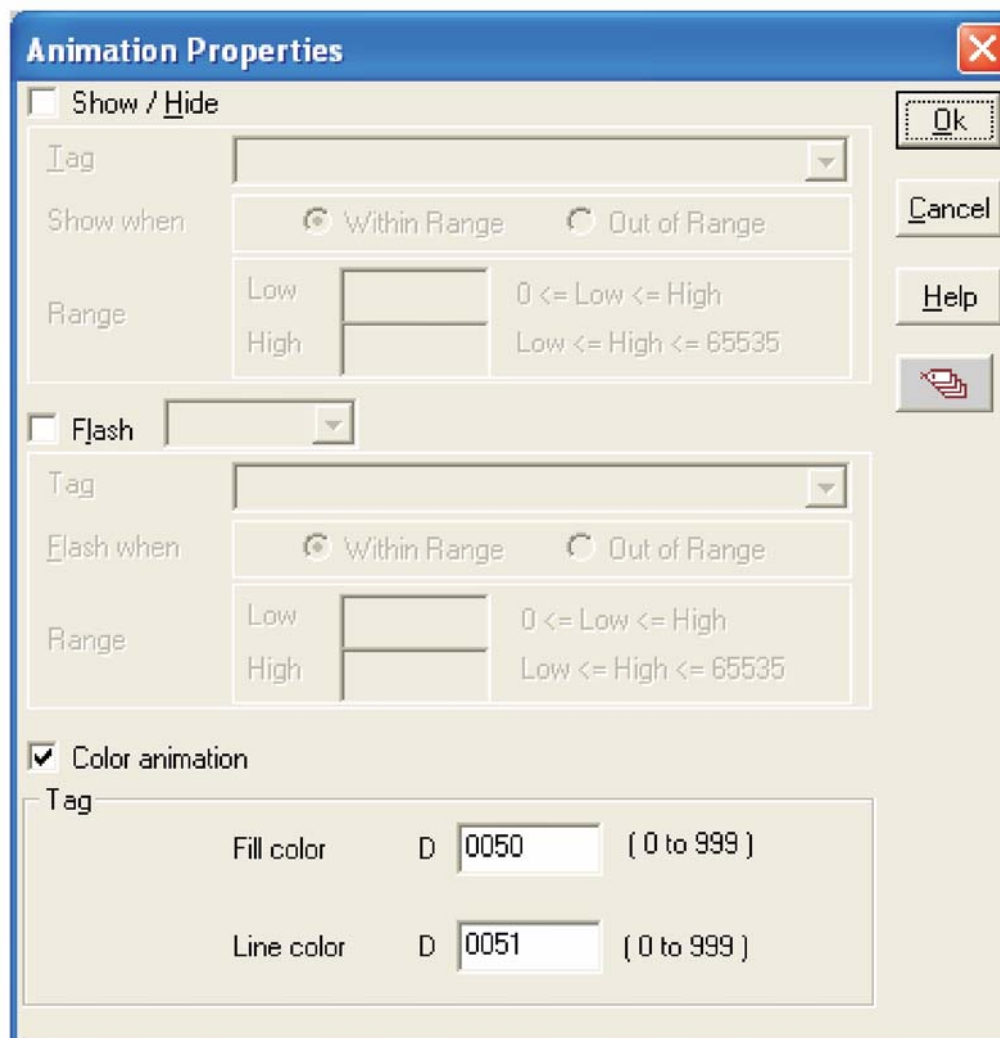 Animation Properties
Show / Hide
Ok
Tag
Cancel
Show when Within Range Out of Range
Range Low 0 <= Low <= High
Help
High Low <= High <= 65535
Flash
Tag
Flash when Within Range Out of Range
Range Low 0 <= Low <= High
High Low <= High <= 65535
Color animation
Tag
Fill color D 0050 ( 0 to 999 )
Line color D 0051 ( 0 to 999 )